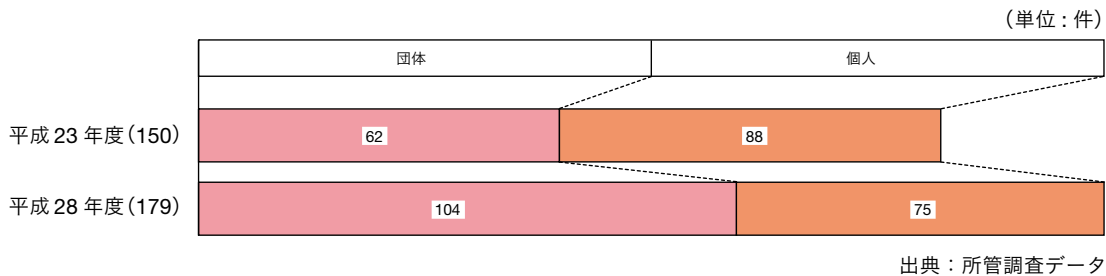 （単位：件）
団体 個人
平成 23 年度（150） 62 88
平成 28 年度（179） 104 75
出典：所管調査データ